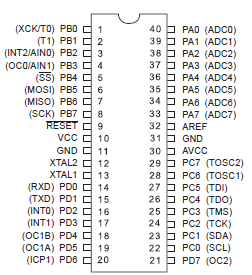 (XCK/T0) PB0 1 40 PA0 (ADC0)
(T1) PB1 2 39 PA1 (ADC1)
(INT2/AIN0) PB2 3 38 PA2 (ADC2)
(OC0/AIN1) PB3 4 37 PA3 (ADC3)
(SS) PB4 5 36 PA4 (ADC4)
(MOSI) PB5 6 35 PA5 (ADC5)
(MISO) PB6 7 34 PA6 (ADC6)
(SCK) PB7 8 33 PA7 (ADC7)
RESET 9 32 AREF
VCC 10 31 GND
GND 11 30 AVCC
XTAL2 12 29 PC7 (TOSC2)
XTAL1 13 28 PC6 (TOSC1)
(RXD) PD0 14 27 PC5 (TDI)
(TXD) PD1 15 26 PC4 (TDO)
(INT0) PD2 16 25 PC3 (TMS)
(INT1) PD3 17 24 PC2 (TCK)
(OC1B) PD4 18 23 PC1 (SDA)
(OC1A) PD5 19 22 PC0 (SCL)
(ICP1) PD6 20 21 PD7 (OC2)